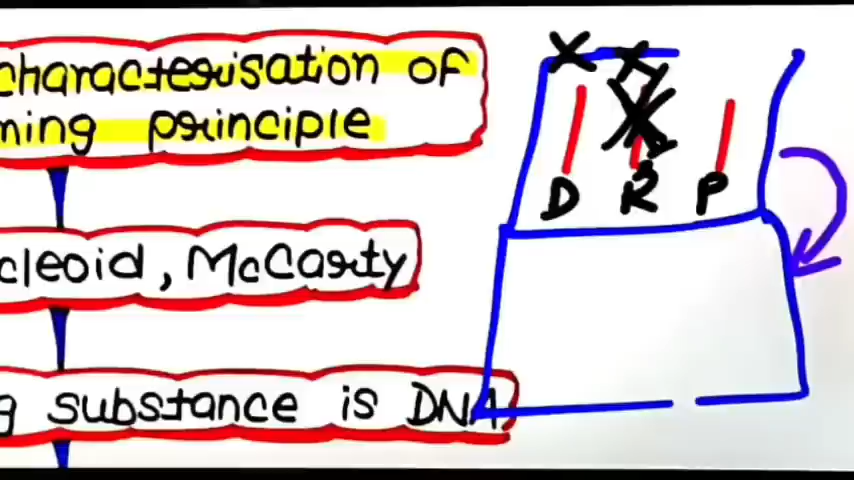 characterisation of
ming principle
cleoid, McCarty
g substance is DNA
D R P